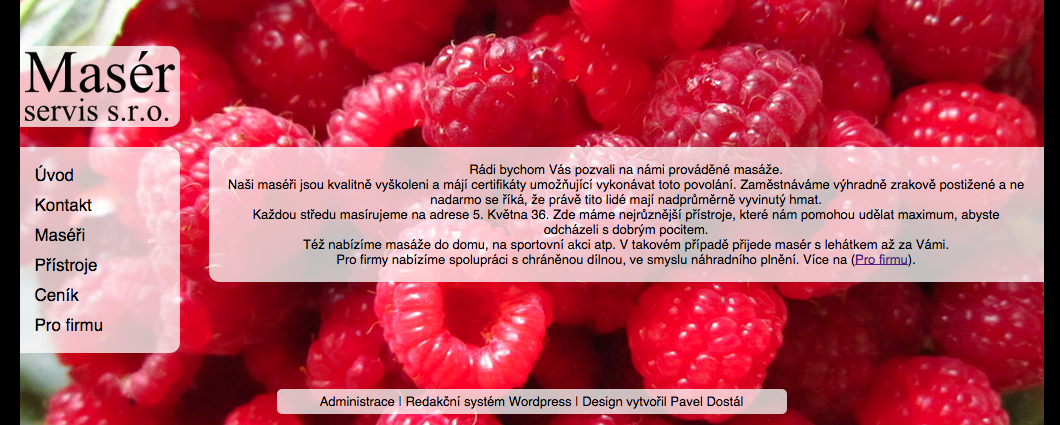 Masér
servis s.r.o.
Úvod
Kontakt
Maséři
Přístroje
Ceník
Pro firmu
Rádi bychom Vás pozvali na námi prováděné masáže.
Naši maséři jsou kvalitně vyškoleni a májí certifikáty umožňující vykonávat toto povolání. Zaměstnáváme výhradně zrakově postižené a ne
nadarmo se říká, že právě tito lidé mají nadprůměrně vyvinutý hmat.
Každou středu masírujeme na adrese 5. Května 36. Zde máme nejrůznější přístroje, které nám pomohou udělat maximum, abyste
odcházeli s dobrým pocitem.
Též nabízíme masáže do domu, na sportovní akci atp. V takovém případě přijede masér s lehátkem až za Vámi.
Pro firmy nabízíme spolupráci s chráněnou dílnou, ve smyslu náhradního plnění. Více na (Pro firmu).
Administrace | Redakční systém Wordpress | Design vytvořil Pavel Dostál